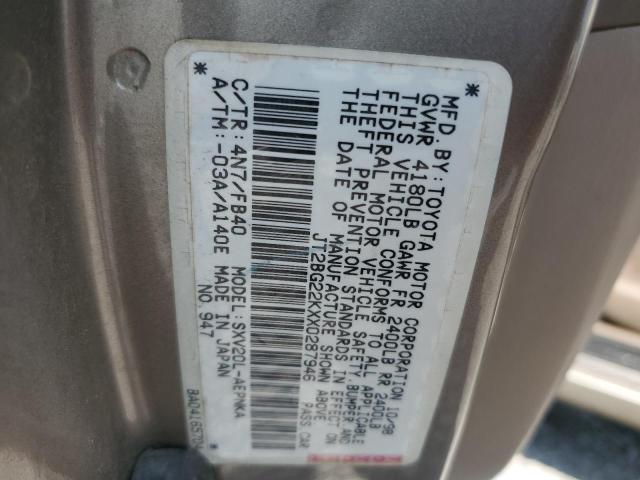 MFD. BY: TOYOTA MOTOR CORPORATION 10/98
GVWR 4180LB GAWR FR 2400LB RR 2400LB
THIS VEHICLE CONFORMS TO ALL APPLICABLE
FEDERAL MOTOR VEHICLE SAFETY, BUMPER, AND
THEFT PREVENTION STANDARDS IN EFFECT ON
THE DATE OF MANUFACTURE SHOWN ABOVE.
*JT2BG22KXX0287946* PASS CAR
C/TR: 4N7/FB40 MODEL: SXV20L-AEPNKA
A/TM: -03A/A140E MADE IN JAPAN
NO. 947